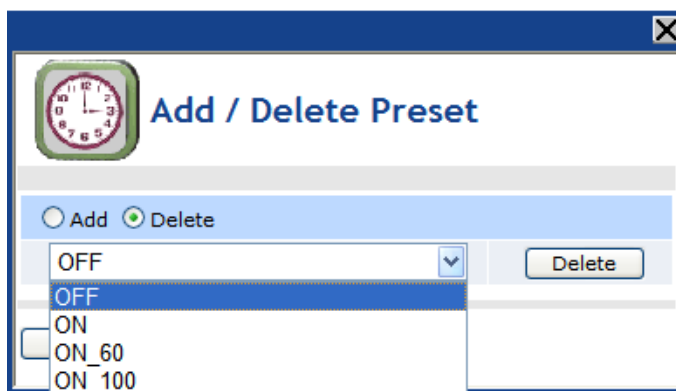 Add / Delete Preset
Add Delete
OFF Delete
OFF
ON
ON_60
ON_100